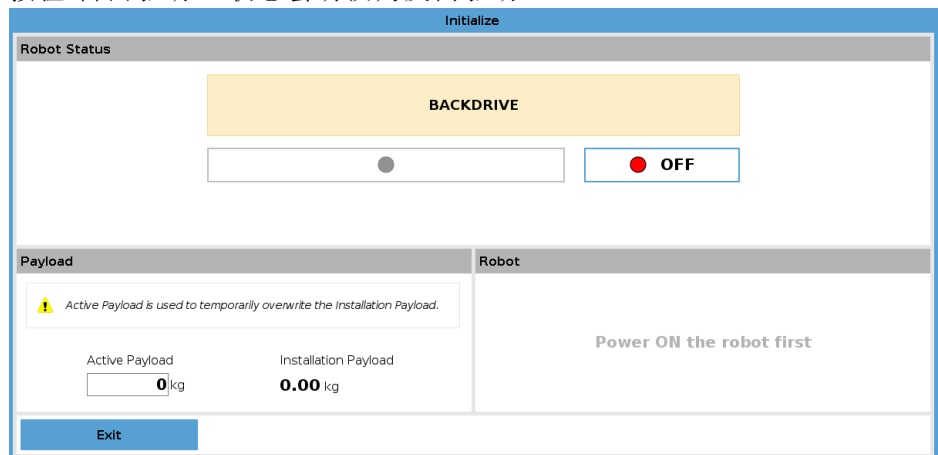 Initialize
Robot Status
BACKDRIVE
OFF
Payload
Robot
Active Payload is used to temporarily overwrite the Installation Payload.
Power ON the robot first
Active Payload
Installation Payload
0 kg
0.00 kg
Exit